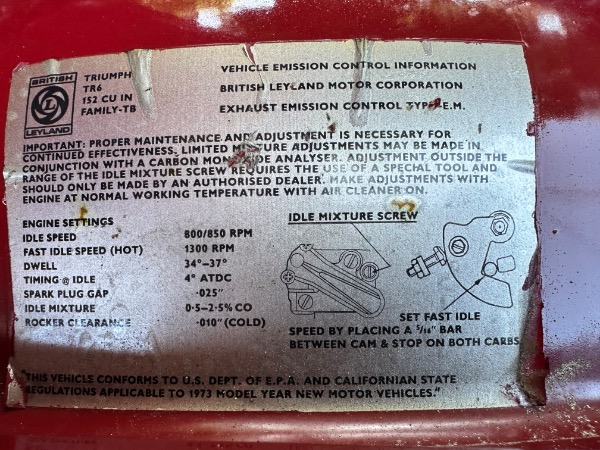 BRITISH
LEYLAND
TRIUMPH
TR6
152 CU IN
FAMILY-TB
VEHICLE EMISSION CONTROL INFORMATION
BRITISH LEYLAND MOTOR CORPORATION
EXHAUST EMISSION CONTROL TYPE E.M.
IMPORTANT: PROPER MAINTENANCE AND ADJUSTMENT IS NECESSARY FOR
CONTINUED EFFECTIVENESS. LIMITED MIXTURE ADJUSTMENTS MAY BE MADE IN
CONJUNCTION WITH A CARBON MONOXIDE ANALYSER. ADJUSTMENT OUTSIDE THE
RANGE OF THE IDLE MIXTURE SCREW REQUIRES THE USE OF A SPECIAL TOOL AND
SHOULD ONLY BE MADE BY AN AUTHORISED DEALER. MAKE ADJUSTMENTS WITH
ENGINE AT NORMAL WORKING TEMPERATURE WITH AIR CLEANER ON.
ENGINE SETTINGS
IDLE SPEED 800/850 RPM
FAST IDLE SPEED (HOT) 1300 RPM
DWELL 34°-37°
TIMING @ IDLE 4° ATDC
SPARK PLUG GAP ·025"
IDLE MIXTURE 0·5-2·5% CO
ROCKER CLEARANCE ·010" (COLD)
IDLE MIXTURE SCREW
SET FAST IDLE
SPEED BY PLACING A 5/16" BAR
BETWEEN CAM & STOP ON BOTH CARBS
"THIS VEHICLE CONFORMS TO U.S. DEPT. OF E.P.A. AND CALIFORNIAN STATE
REGULATIONS APPLICABLE TO 1973 MODEL YEAR NEW MOTOR VEHICLES."